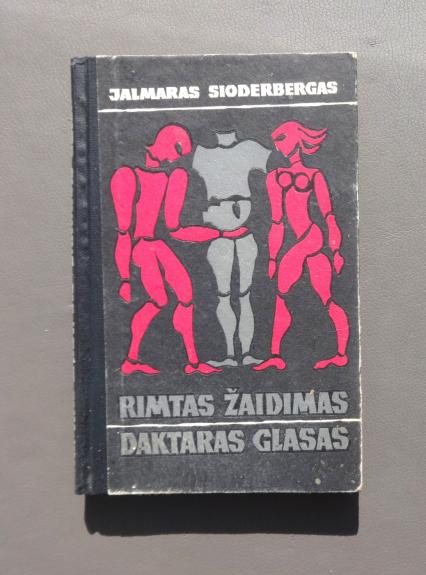 JALMARAS SIODERBERGAS
RIMTAS ŽAIDIMAS
DAKTARAS GLASAS